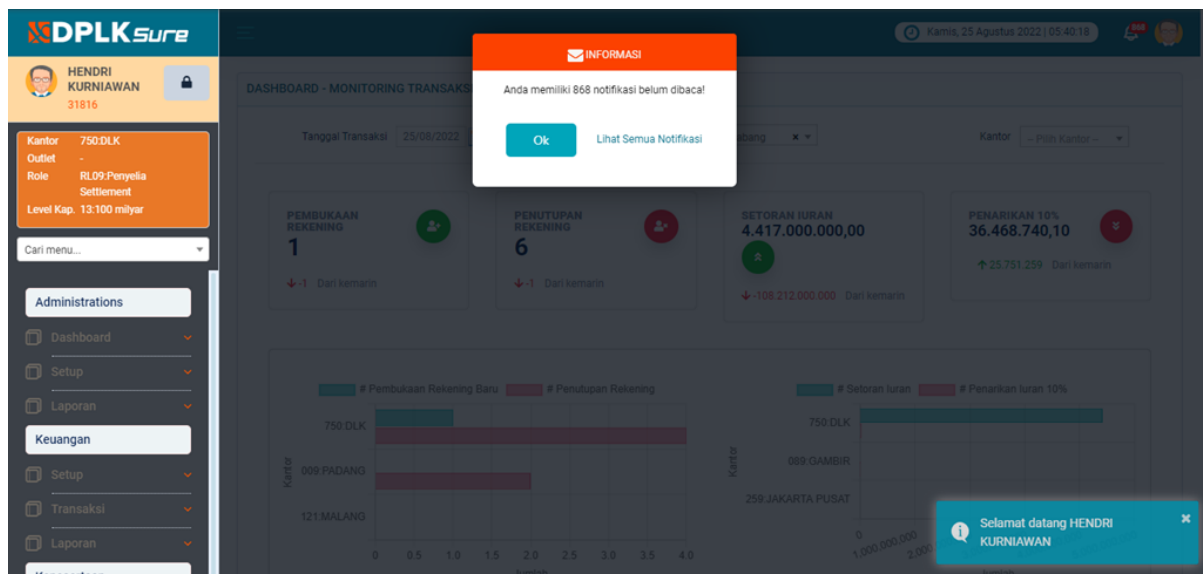 DPLK Sure
HENDRI
KURNIAWAN
31816
Kantor 750:DLK
Outlet -
Role RL09:Penyelia
Settlement
Level Kap. 13:100 milyar
Cari menu...
Administrations
Dashboard
Setup
Laporan
Keuangan
Setup
Transaksi
Laporan
Kamis, 25 Agustus 2022 | 05:40:18
868
INFORMASI
Anda memiliki 868 notifikasi belum dibaca!
Ok Lihat Semua Notifikasi
DASHBOARD - MONITORING TRANSAKS
Tanggal Transaksi 25/08/2022
abang x
Kantor -- Pilih Kantor --
PEMBUKAAN
REKENING
1
-1 Dari kemarin
PENUTUPAN
REKENING
6
-1 Dari kemarin
SETORAN IURAN
4.417.000.000,00
-108.212.000.000 Dari kemarin
PENARIKAN 10%
36.468.740,10
25.751.259 Dari kemarin
# Pembukaan Rekening Baru # Penutupan Rekening
Kantor
750:DLK
009:PADANG
121:MALANG
0 0.5 1.0 1.5 2.0 2.5 3.0 3.5 4.0
Jumlah
# Setoran Iuran # Penarikan Iuran 10%
Kantor
750:DLK
089:GAMBIR
259:JAKARTA PUSAT
0
1.000.000.000
Selamat datang HENDRI
KURNIAWAN